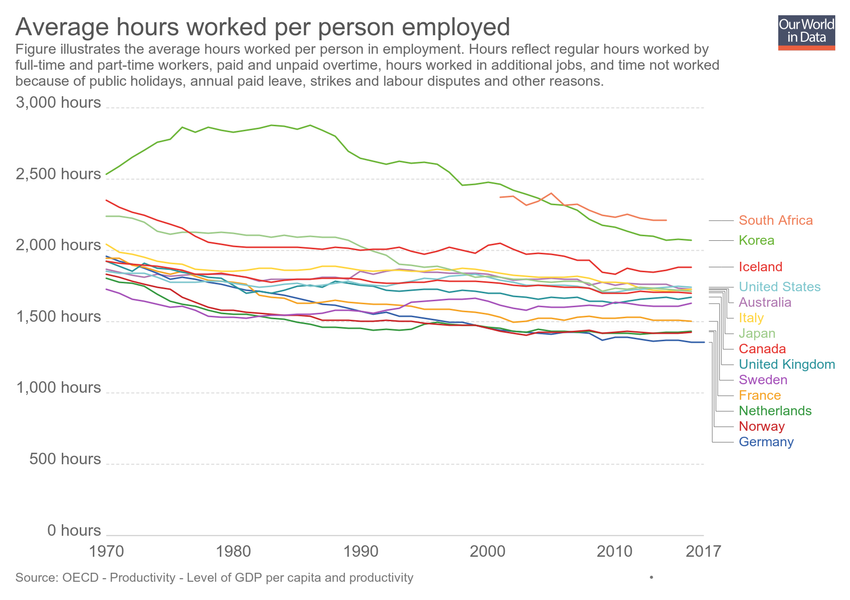 Average hours worked per person employed
Our World
in Data
Figure illustrates the average hours worked per person in employment. Hours reflect regular hours worked by
full-time and part-time workers, paid and unpaid overtime, hours worked in additional jobs, and time not worked
because of public holidays, annual paid leave, strikes and labour disputes and other reasons.
3,000 hours
2,500 hours
2,000 hours
1,500 hours
1,000 hours
500 hours
0 hours
1970
1980
1990
2000
2010
2017
South Africa
Korea
Iceland
United States
Australia
Italy
Japan
Canada
United Kingdom
Sweden
France
Netherlands
Norway
Germany
Source: OECD - Productivity - Level of GDP per capita and productivity
•